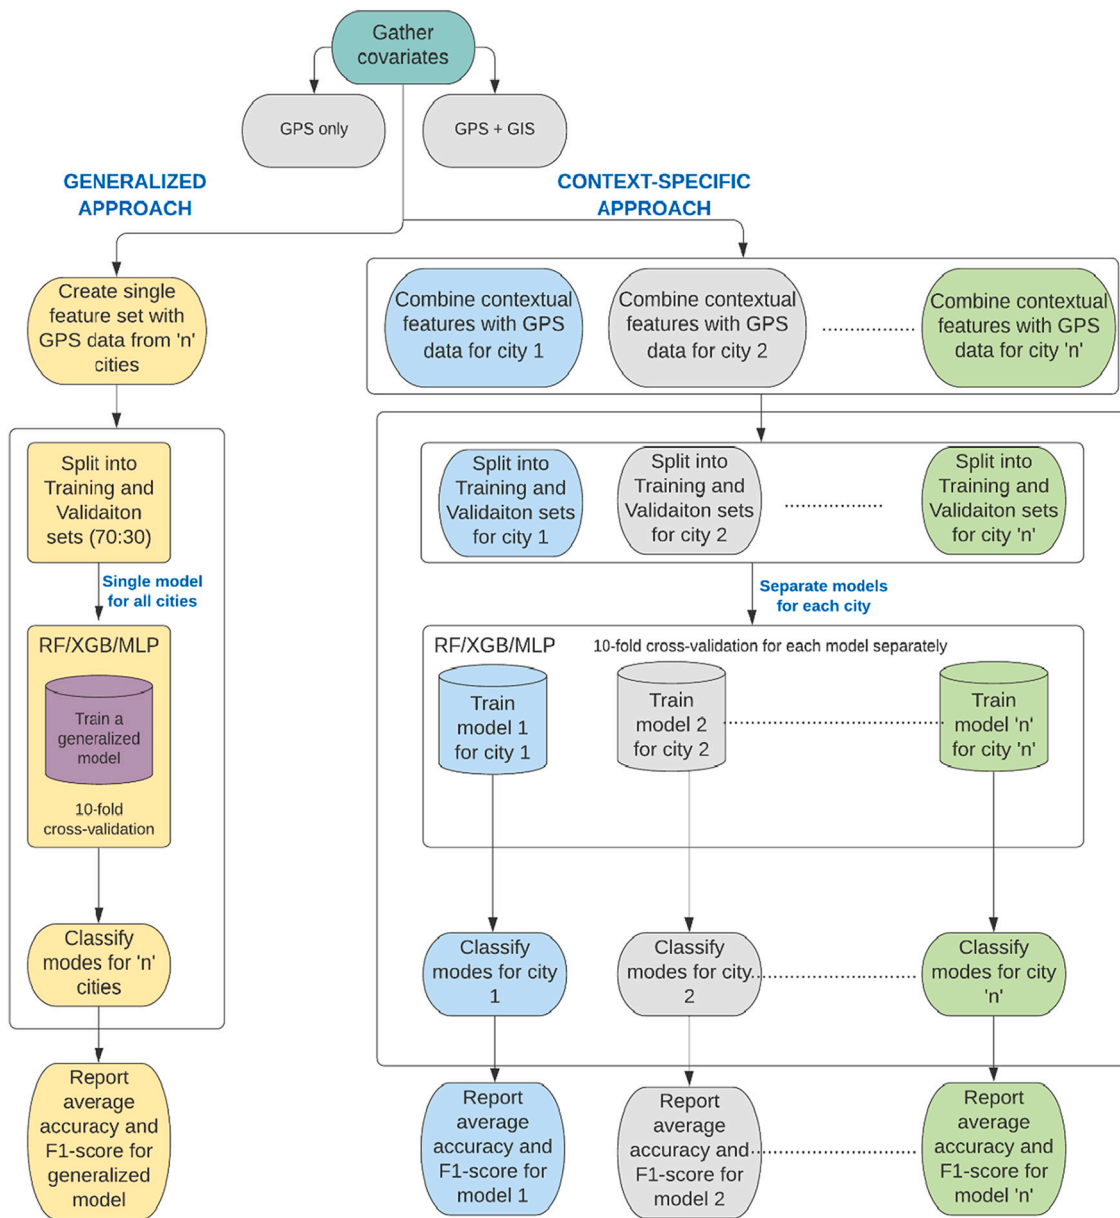 Gather
covariates
GPS only
GPS + GIS
GENERALIZED
APPROACH
CONTEXT-SPECIFIC
APPROACH
Create single
feature set with
GPS data from 'n'
cities
Combine contextual
features with GPS
data for city 1
Combine contextual
features with GPS
data for city 2
Combine contextual
features with GPS
data for city 'n'
Split into
Training and
Validaiton
sets (70:30)
Split into
Training and
Validaiton sets
for city 1
Split into
Training and
Validaiton sets
for city 2
Split into
Training and
Validaiton sets
for city 'n'
Single model
for all cities
Separate models
for each city
RF/XGB/MLP
Train a
generalized
model
10-fold
cross-validation
RF/XGB/MLP
10-fold cross-validation for each model separately
Train
model 1
for city 1
Train
model 2
for city 2
Train
model 'n'
for city 'n'
Classify
modes for 'n'
cities
Classify
modes for city
1
Classify
modes for city
2
Classify
modes for city
'n'
Report
average
accuracy and
F1-score for
generalized
model
Report
average
accuracy and
F1-score for
model 1
Report
average
accuracy and
F1-score for
model 2
Report
average
accuracy and
F1-score for
model 'n'